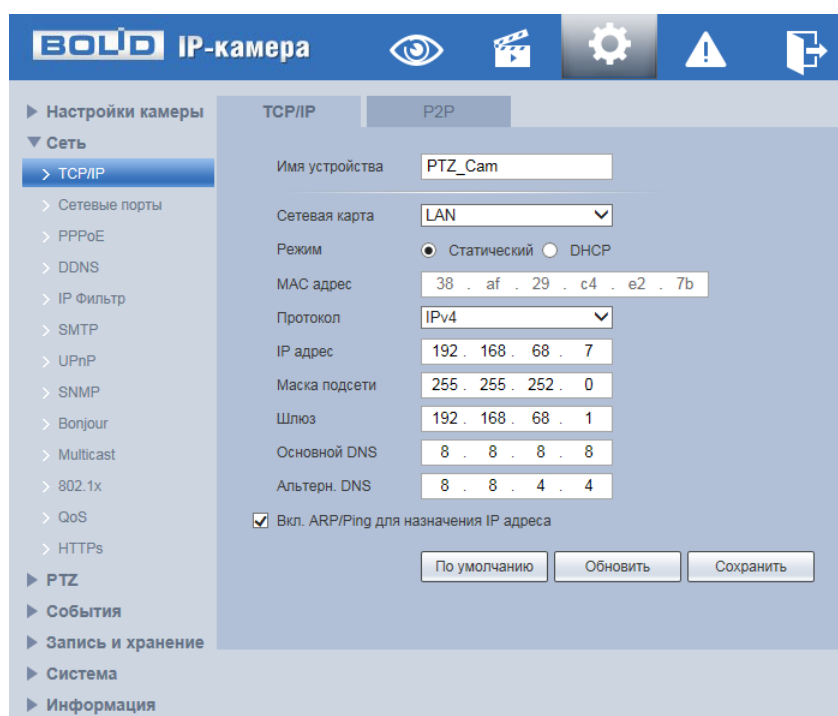 BOLID IP-камера
Настройки камеры
Сеть
TCP/IP
Сетевые порты
PPPoE
DDNS
IP Фильтр
SMTP
UPnP
SNMP
Bonjour
Multicast
802.1x
QoS
HTTPs
PTZ
События
Запись и хранение
Система
Информация
TCP/IP P2P
Имя устройства PTZ_Cam
Сетевая карта LAN
Режим Статический DHCP
MAC адрес 38 . af . 29 . c4 . e2 . 7b
Протокол IPv4
IP адрес 192 . 168 . 68 . 7
Маска подсети 255 . 255 . 252 . 0
Шлюз 192 . 168 . 68 . 1
Основной DNS 8 . 8 . 8 . 8
Альтерн. DNS 8 . 8 . 4 . 4
Вкл. ARP/Ping для назначения IP адреса
По умолчанию Обновить Сохранить